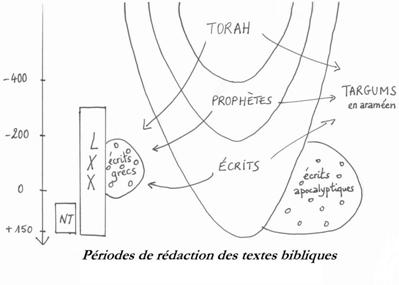 TORAH
-400
PROPHÈTES
TARGUMS
en araméen
-200
L
X
X
écrits
grecs
ÉCRITS
écrits
apocalyptiques
0
NT
+150
Périodes de rédaction des textes bibliques